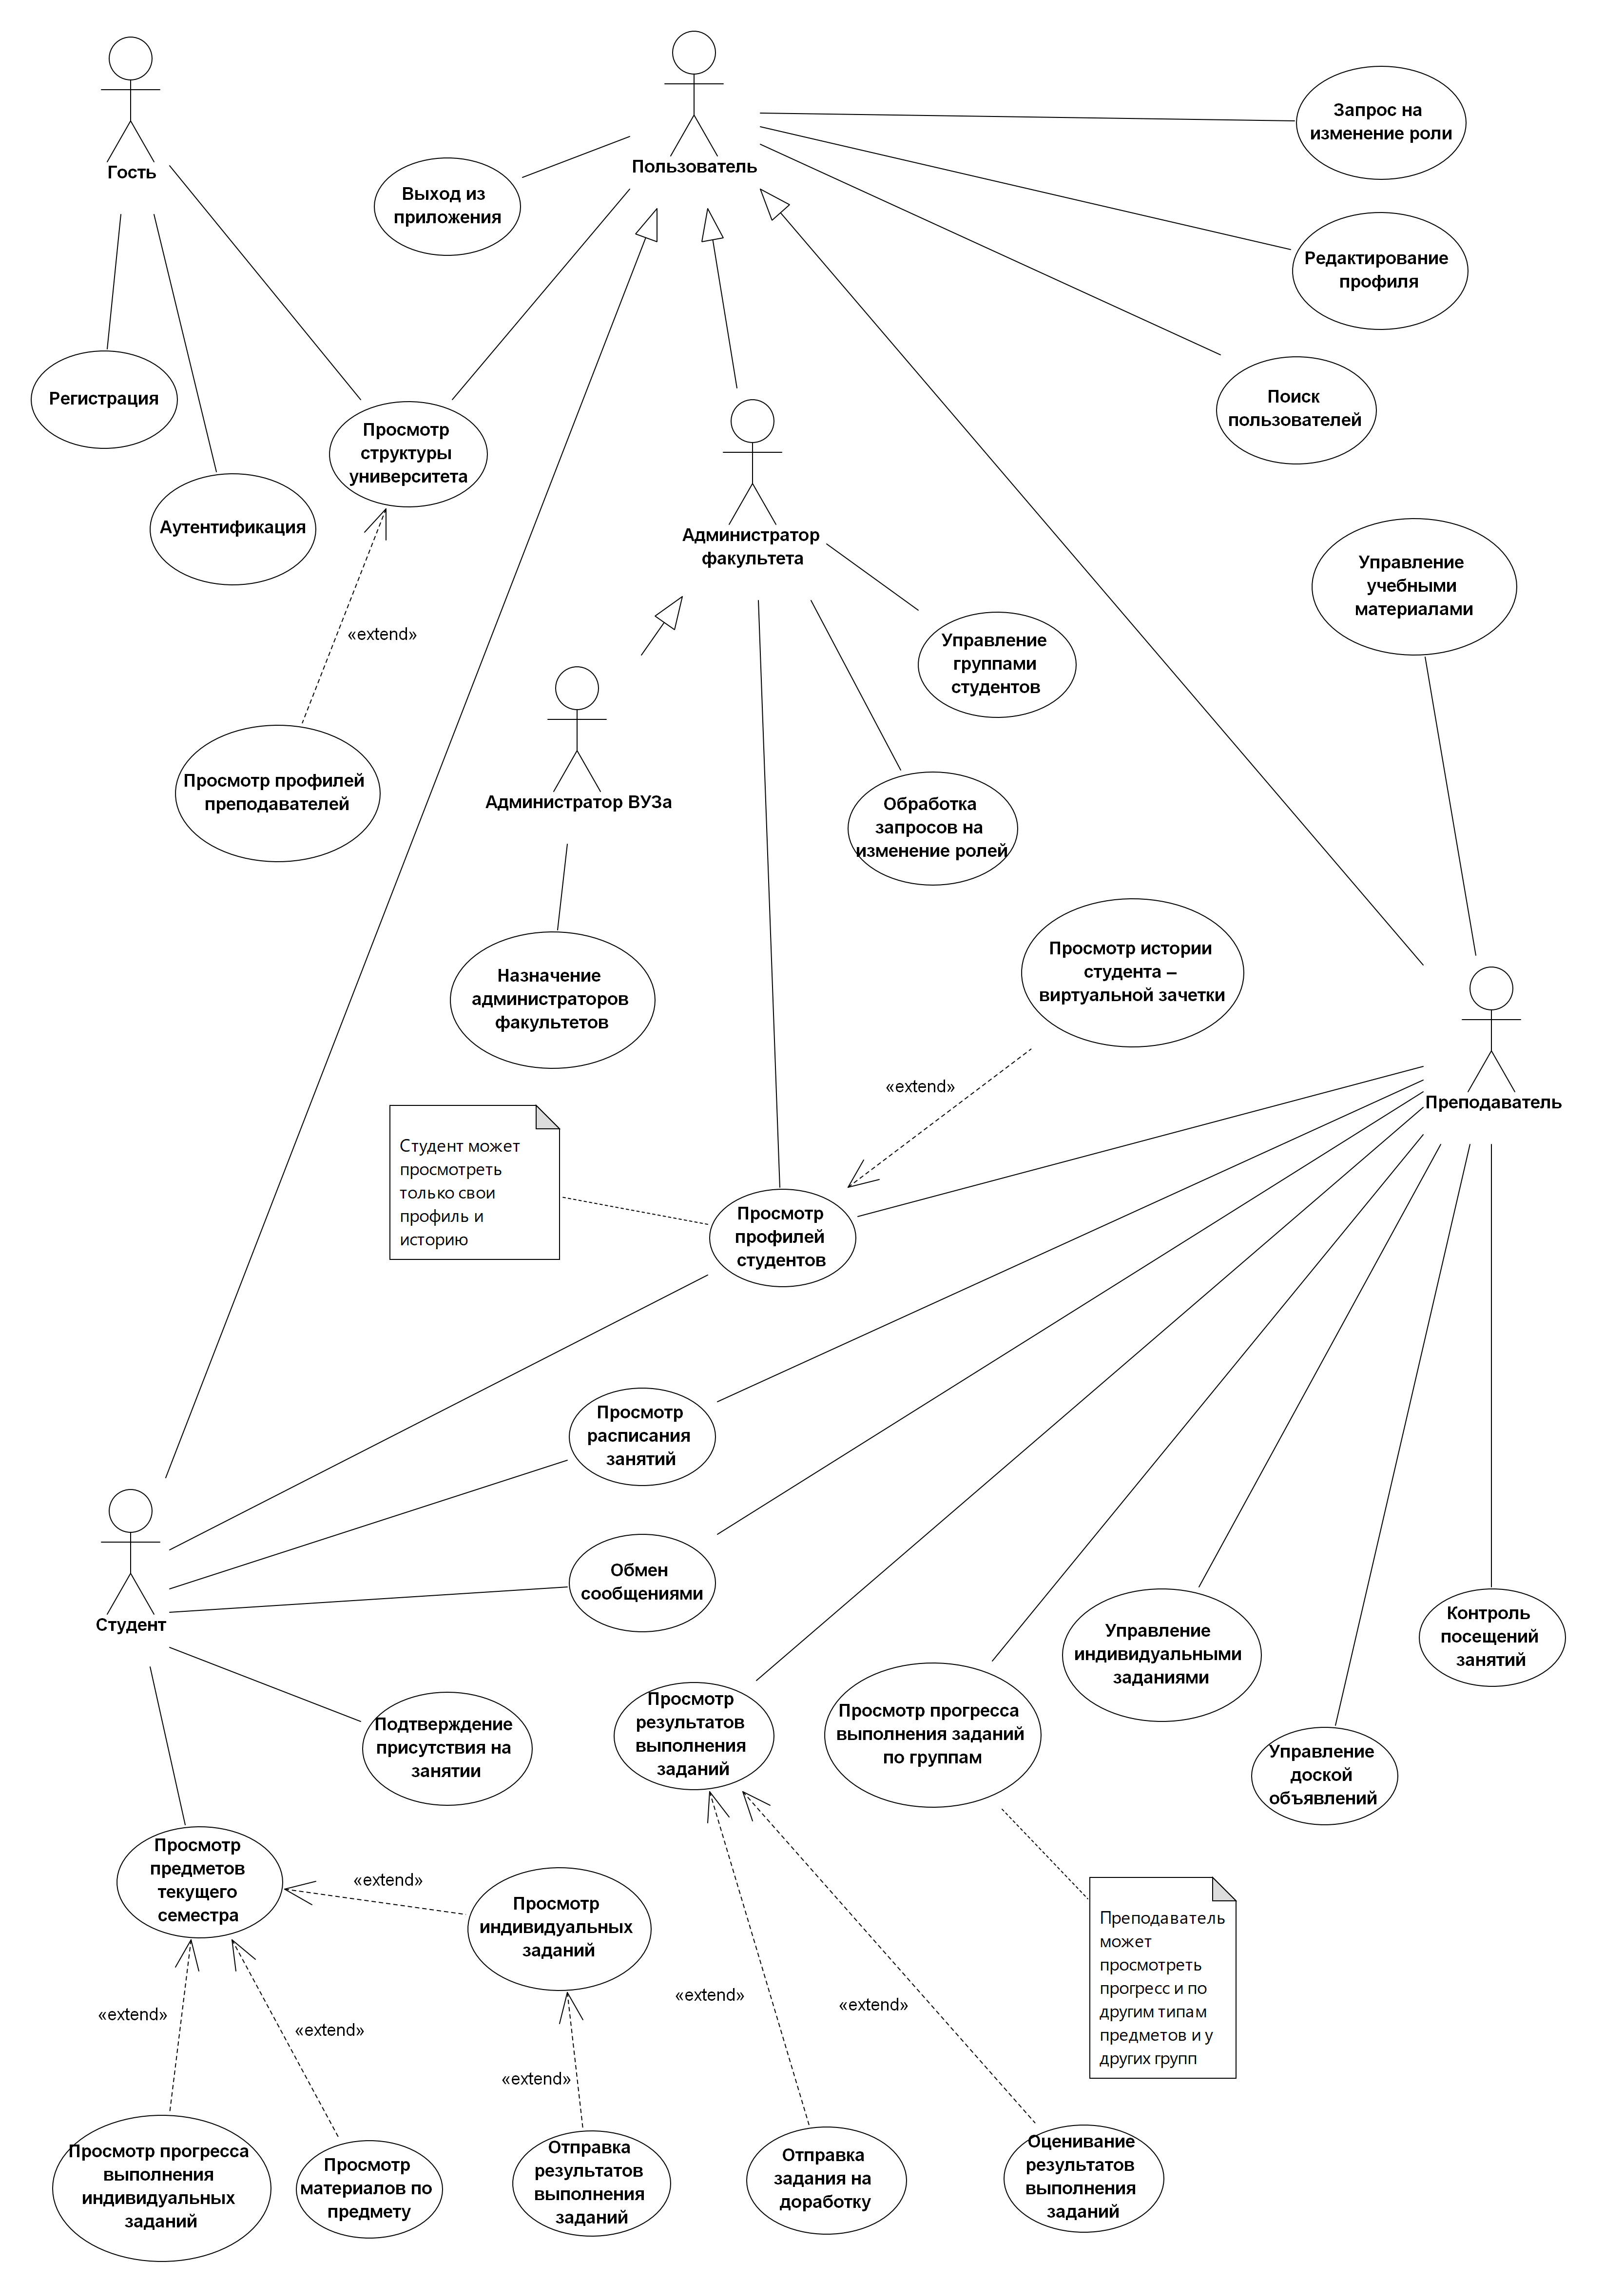 Гость
Пользователь
Выход из
приложения
Запрос на
изменение роли
Редактирование
профиля
Поиск
пользователей
Регистрация
Аутентификация
Просмотр
структуры
университета
«extend»
Просмотр профилей
преподавателей
Администратор
факультета
Управление
группами
студентов
Обработка
запросов на
изменение ролей
Администратор ВУЗа
Назначение
администраторов
факультетов
Управление
учебными
материалами
Просмотр истории
студента –
виртуальной зачетки
«extend»
Преподаватель
Студент может
просмотреть
только свои
профиль и
историю
Просмотр
профилей
студентов
Просмотр
расписания
занятий
Обмен
сообщениями
Студент
Подтверждение
присутствия на
занятии
Просмотр
результатов
выполнения
заданий
Просмотр прогресса
выполнения заданий
по группам
Управление
индивидуальными
заданиями
Управление
доской
объявлений
Контроль
посещений
занятий
Просмотр
предметов
текущего
семестра
«extend»
Просмотр
индивидуальных
заданий
Преподаватель
может
просмотреть
прогресс и по
другим типам
предметов и у
других групп
«extend»
«extend»
«extend»
«extend»
«extend»
Просмотр прогресса
выполнения
индивидуальных
заданий
Просмотр
материалов по
предмету
Отправка
результатов
выполнения
заданий
Отправка
задания на
доработку
Оценивание
результатов
выполнения
заданий